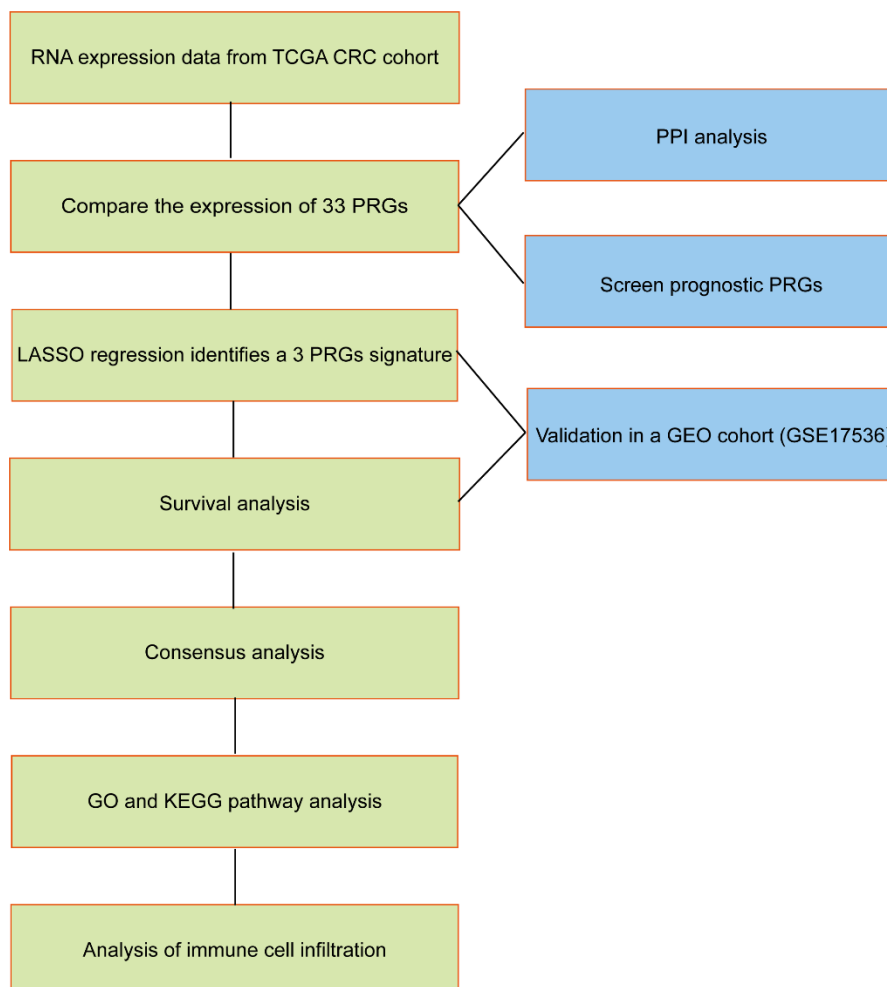 RNA expression data from TCGA CRC cohort
PPI analysis
Compare the expression of 33 PRGs
Screen prognostic PRGs
LASSO regression identifies a 3 PRGs signature
Validation in a GEO cohort (GSE17536)
Survival analysis
Consensus analysis
GO and KEGG pathway analysis
Analysis of immune cell infiltration